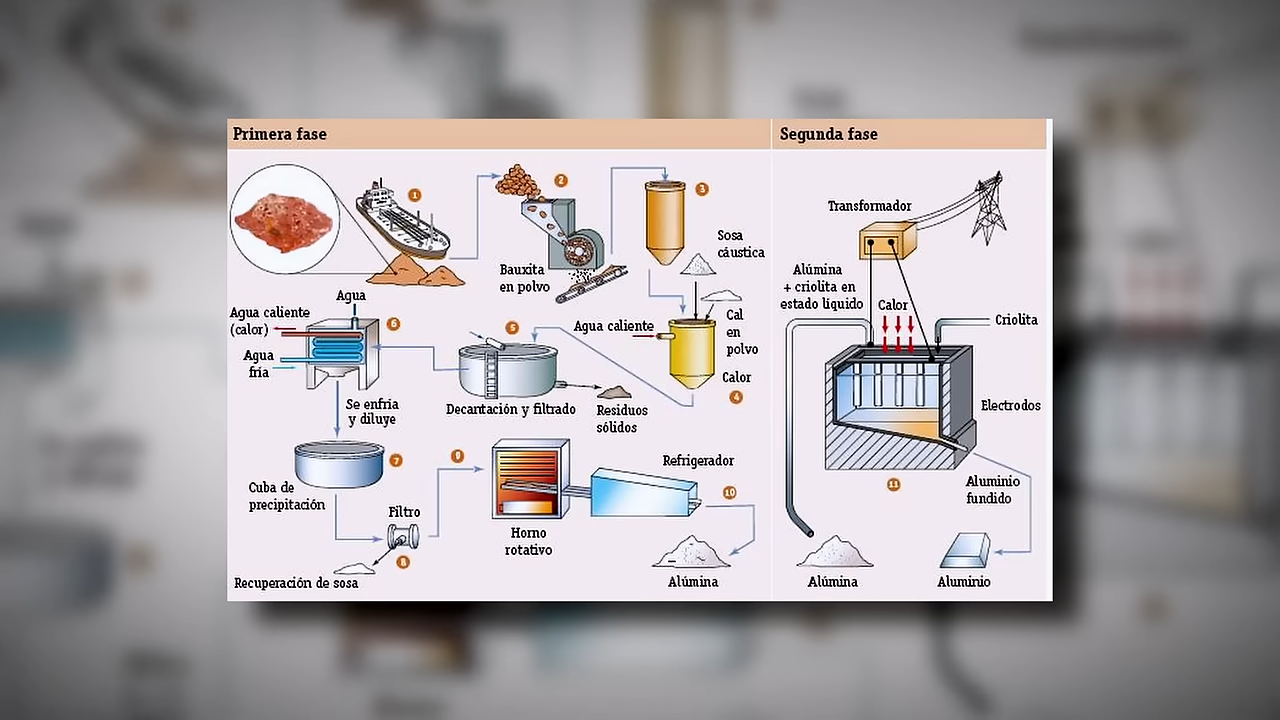 Primera fase
Segunda fase
1
2
3
Bauxita
en polvo
Sosa
cáustica
Agua
Agua caliente
(calor)
Agua
fría
6
5
Agua caliente
Cal
en
polvo
Calor
4
Se enfria
y diluye
Decantación y filtrado
Residuos
sólidos
7
9
Cuba de
precipitación
Filtro
8
Recuperación de sosa
Horno
rotativo
Refrigerador
10
Alúmina
Transformador
Alúmina
+ criolita en
estado líquido
Calor
Criolita
Electrodos
11
Aluminio
fundido
Alúmina
Aluminio